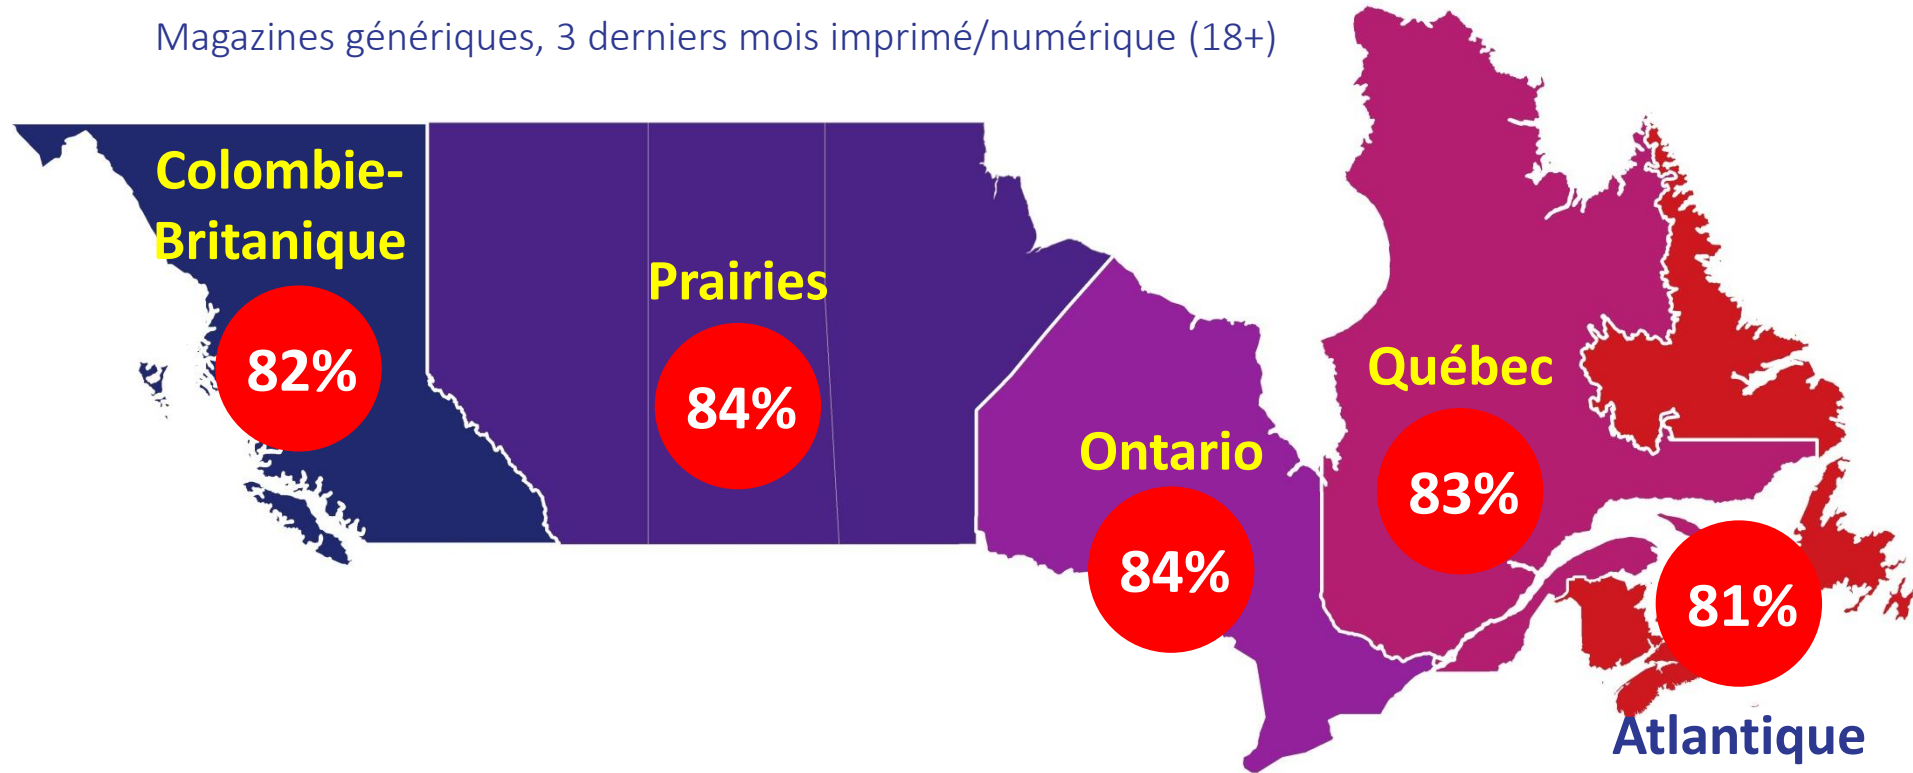 Magazines génériques, 3 derniers mois imprimé/numérique (18+)
Colombie-
Britanique
82%
Prairies
84%
Ontario
84%
Québec
83%
81%
Atlantique